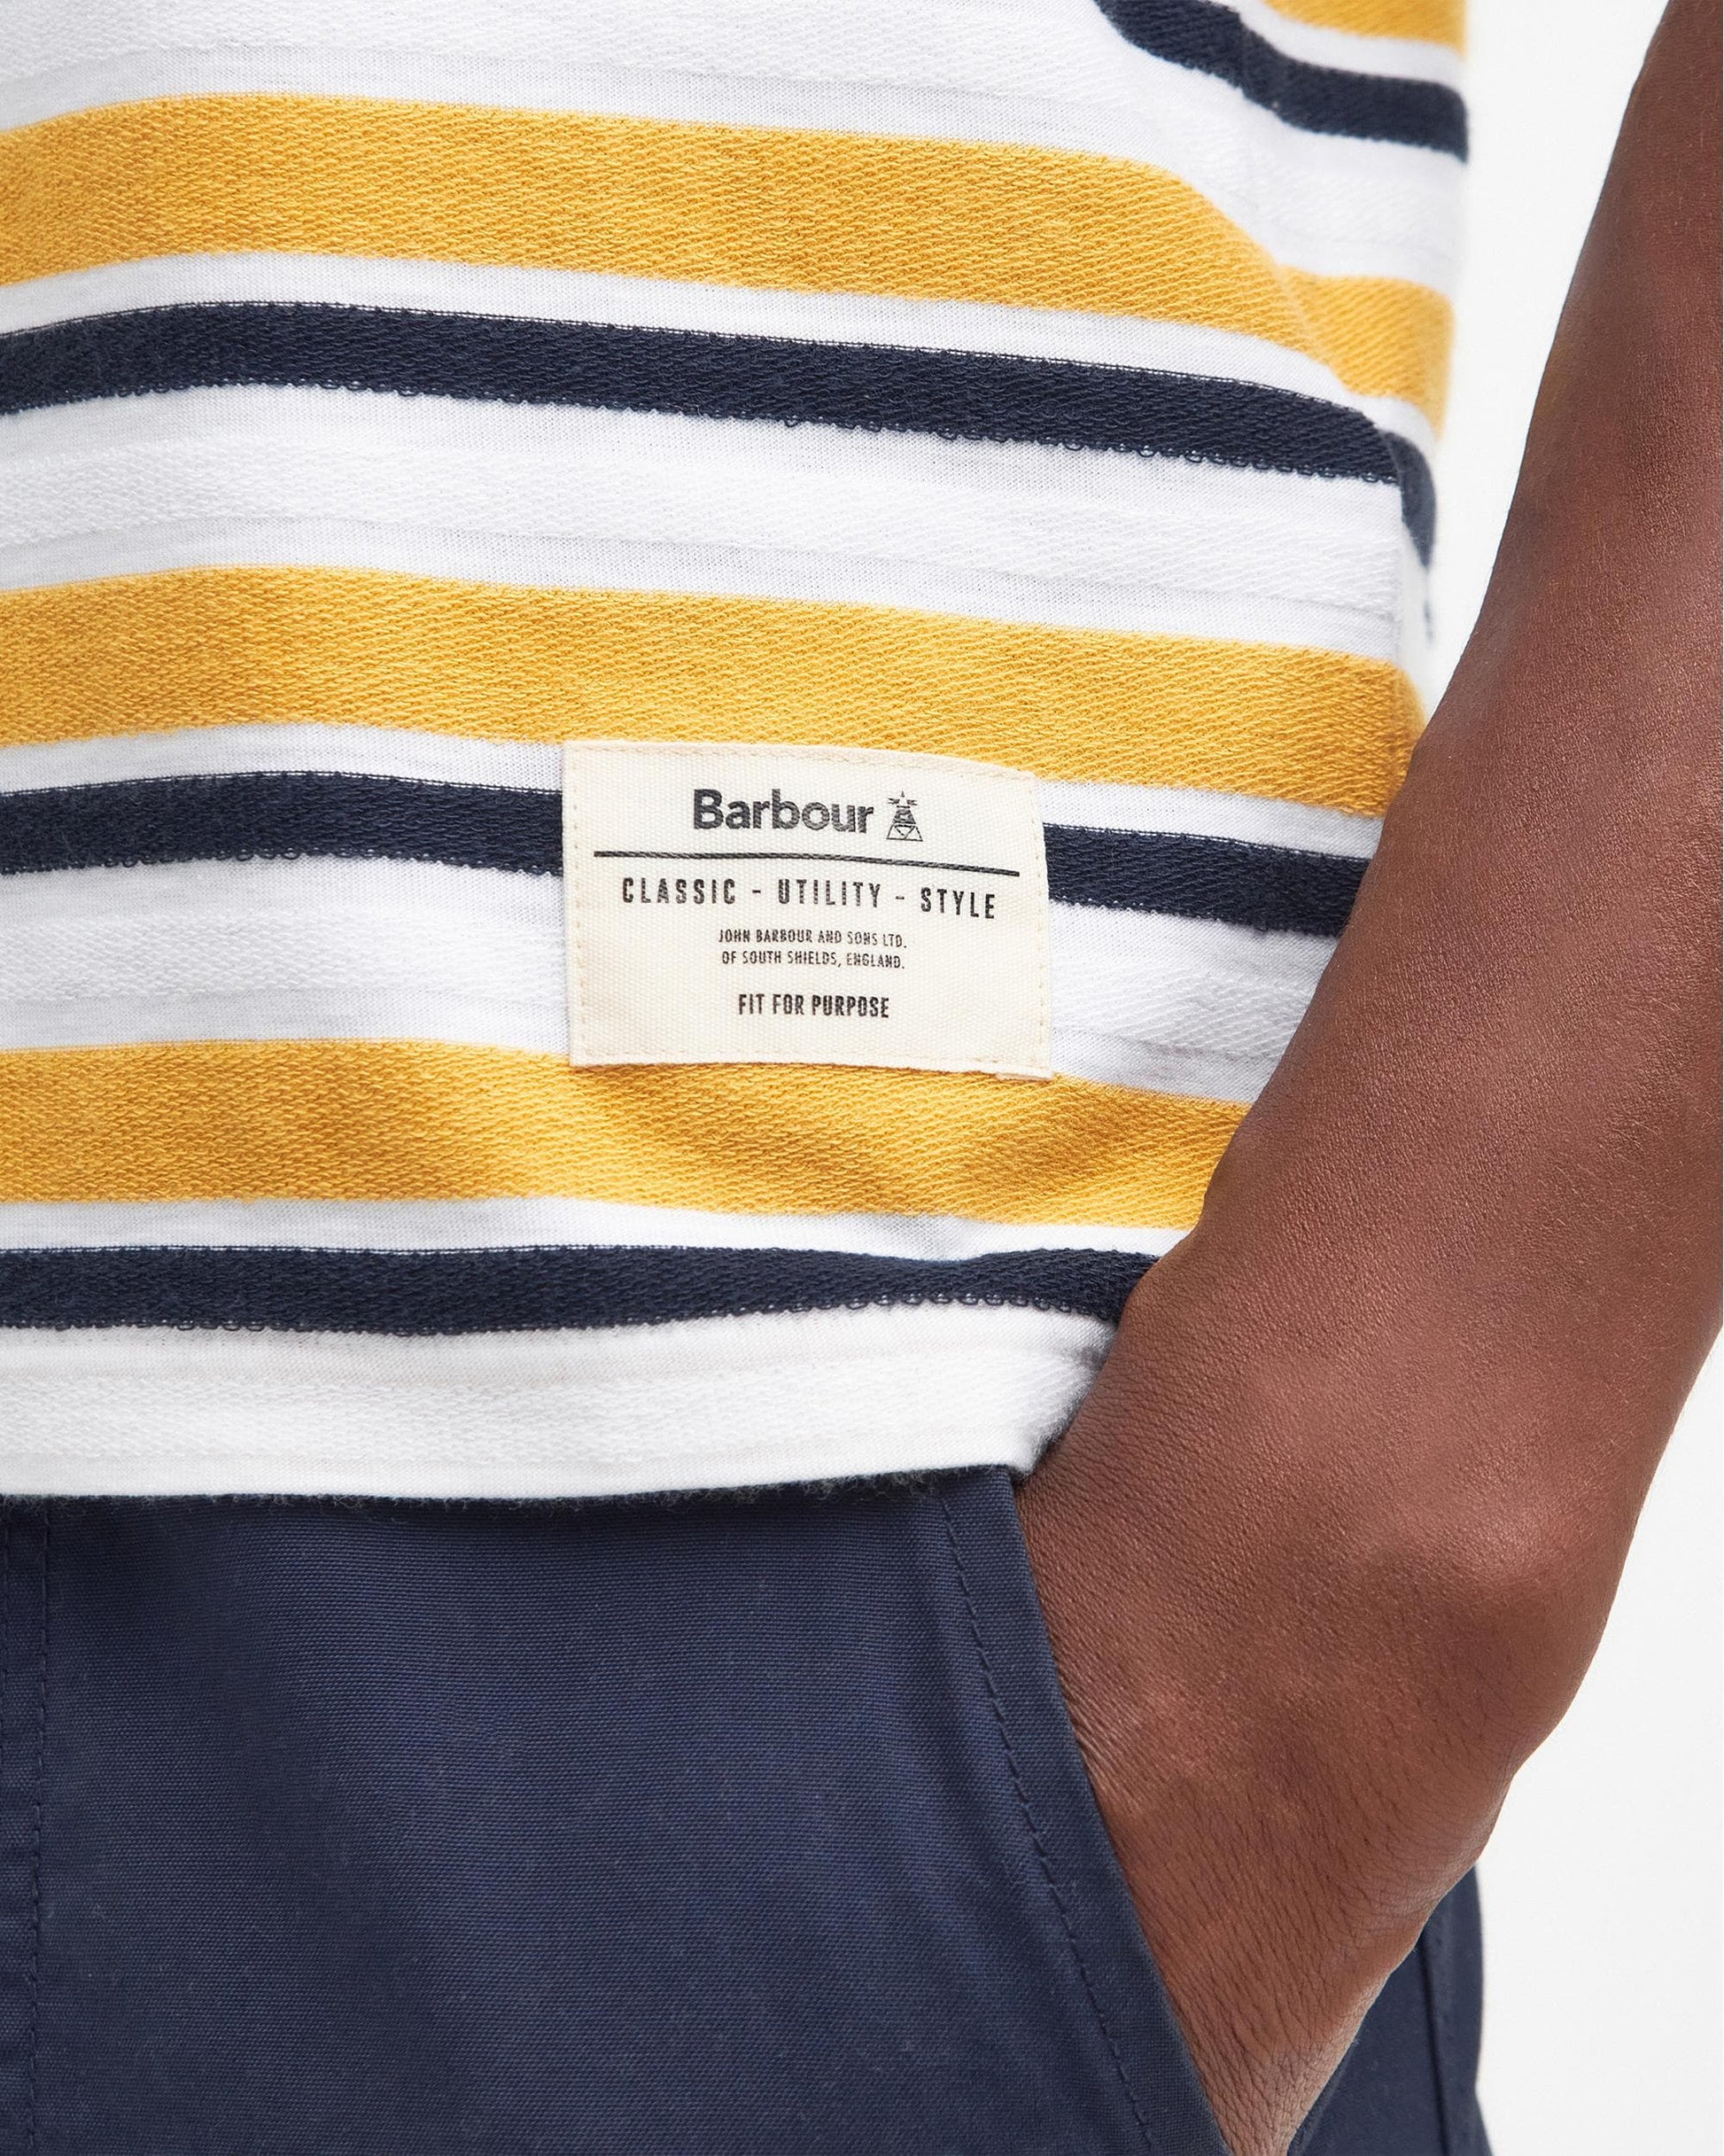 Barbour
CLASSIC - UTILITY - STYLE
JOHN BARBOUR AND SONS LTD.
OF SOUTH SHIELDS, ENGLAND.
FIT FOR PURPOSE